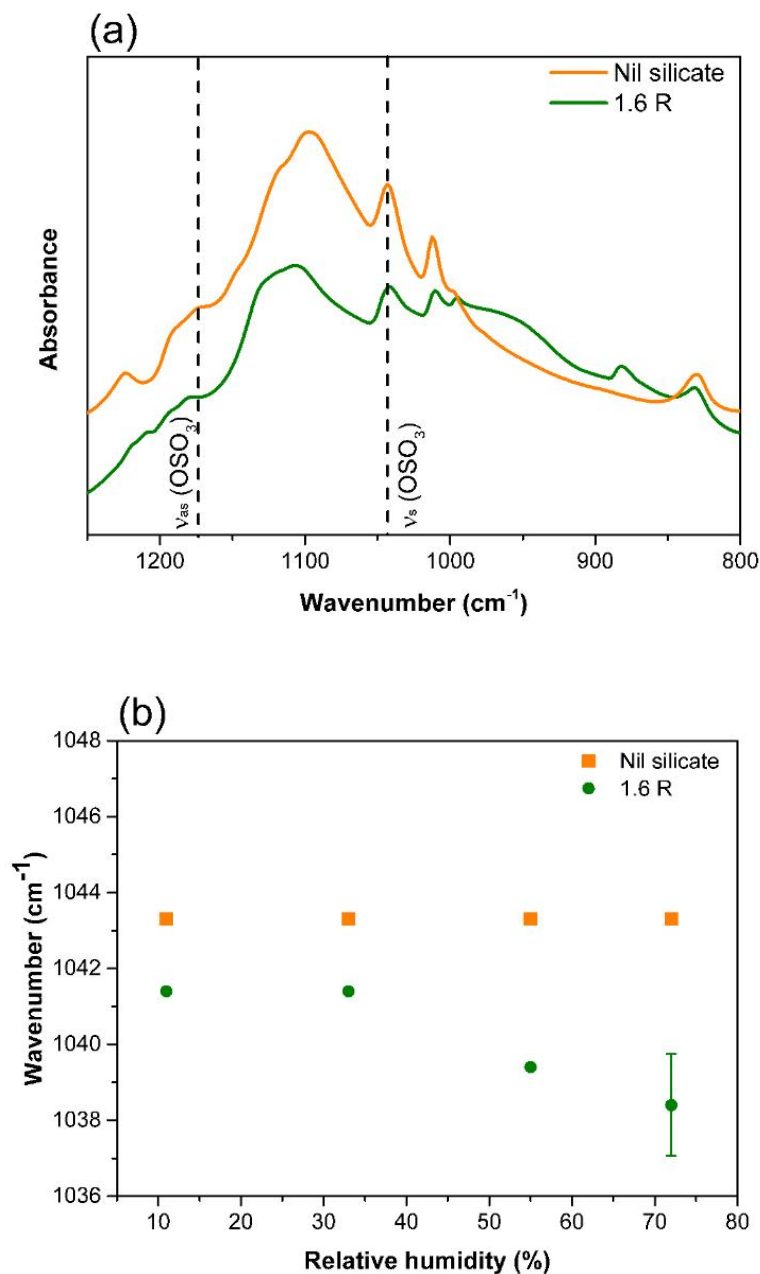 (a)
Nil silicate
1.6 R
Absorbance
νas (OSO3)
νs (OSO3)
1200 1100 1000 900 800
Wavenumber (cm-1)
(b)
1048
1046
1044
1042
1040
1038
1036
Nil silicate
1.6 R
Wavenumber (cm-1)
10 20 30 40 50 60 70 80
Relative humidity (%)